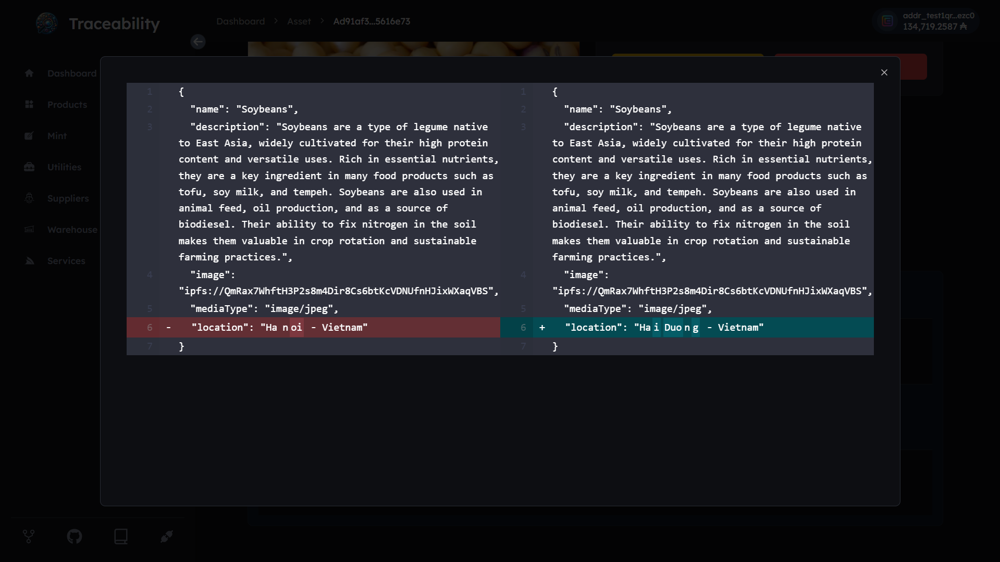 Traceability
Dashboard > Asset > Ad91af3...5616e73
addr_test1qr...ezc0
134,719.2587 ₳
Dashboard
Products
Mint
Utilities
Suppliers
Warehouse
Services
1 {
2 "name": "Soybeans",
3 "description": "Soybeans are a type of legume native
to East Asia, widely cultivated for their high protein
content and versatile uses. Rich in essential nutrients,
they are a key ingredient in many food products such as
tofu, soy milk, and tempeh. Soybeans are also used in
animal feed, oil production, and as a source of
biodiesel. Their ability to fix nitrogen in the soil
makes them valuable in crop rotation and sustainable
farming practices.",
4 "image":
"ipfs://QmRax7WhftH3P2s8m4Dir8Cs6btKcVDNUfnHJixWXaqVBS",
5 "mediaType": "image/jpeg",
6 - "location": "Ha noi - Vietnam"
7 }
1 {
2 "name": "Soybeans",
3 "description": "Soybeans are a type of legume native
to East Asia, widely cultivated for their high protein
content and versatile uses. Rich in essential nutrients,
they are a key ingredient in many food products such as
tofu, soy milk, and tempeh. Soybeans are also used in
animal feed, oil production, and as a source of
biodiesel. Their ability to fix nitrogen in the soil
makes them valuable in crop rotation and sustainable
farming practices.",
4 "image":
"ipfs://QmRax7WhftH3P2s8m4Dir8Cs6btKcVDNUfnHJixWXaqVBS",
5 "mediaType": "image/jpeg",
6 + "location": "Hai Duong - Vietnam"
7 }